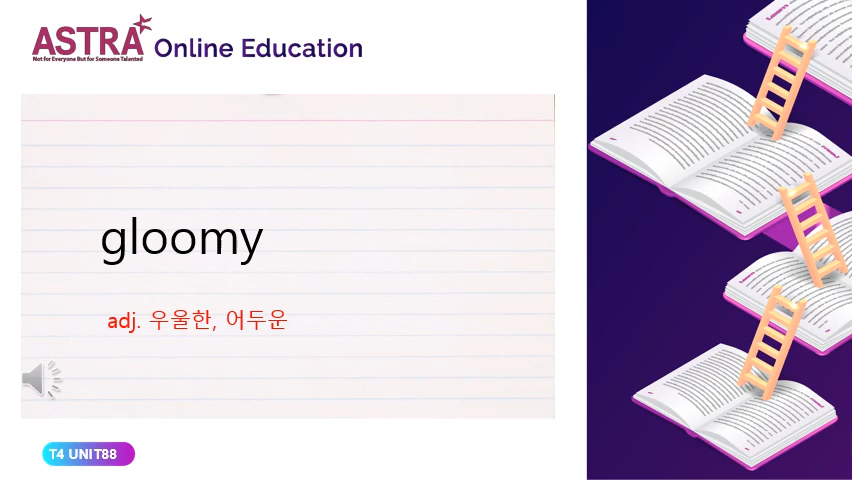 ASTRA
Not for Everyone But for Someone Talented
Online Education
gloomy
adj. 우울한, 어두운
T4 UNIT88